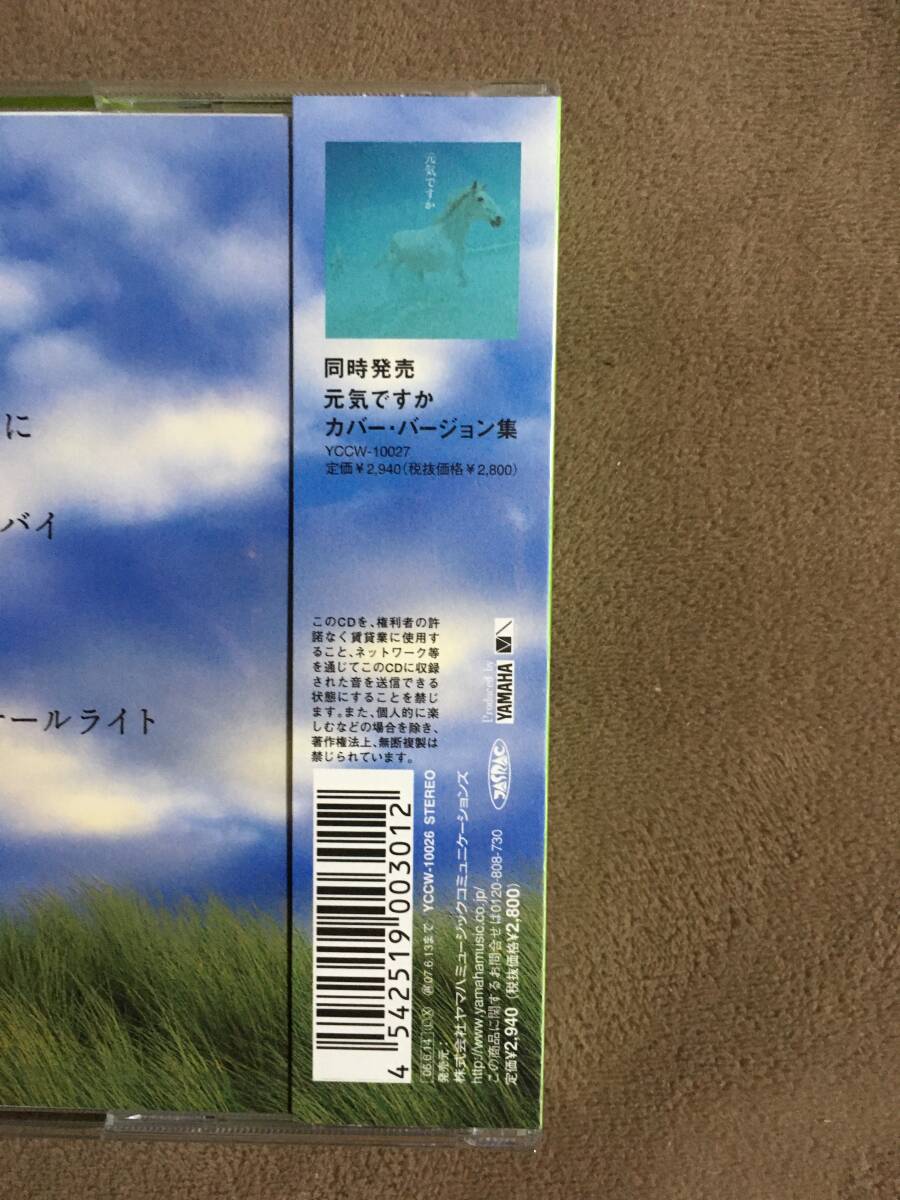 に
バイ
ールライト
元気ですか
同時発売
元気ですか
カバー・バージョン集
YCCW-10027
定価¥2,940(税抜価格¥2,800)
このCDを、権利者の許
諾なく賃貸業に使用す
ること、ネットワーク等
を通じてこのCDに収録
された音を送信できる
状態にすることを禁じ
ます。また、個人的に楽
しむなどの場合を除き、
著作権法上、無断複製は
禁じられています。
Produced by
YAMAHA
JASRAC
4 542519 003012
06.6.14 再07.6.13まで YCCW-10026 STEREO
発売元:
株式会社ヤマハミュージックコミュニケーションズ
http://www.yamahamusic.co.jp/
この商品に関するお問合せは0120-808-730
定価¥2,940(税抜価格¥2,800)